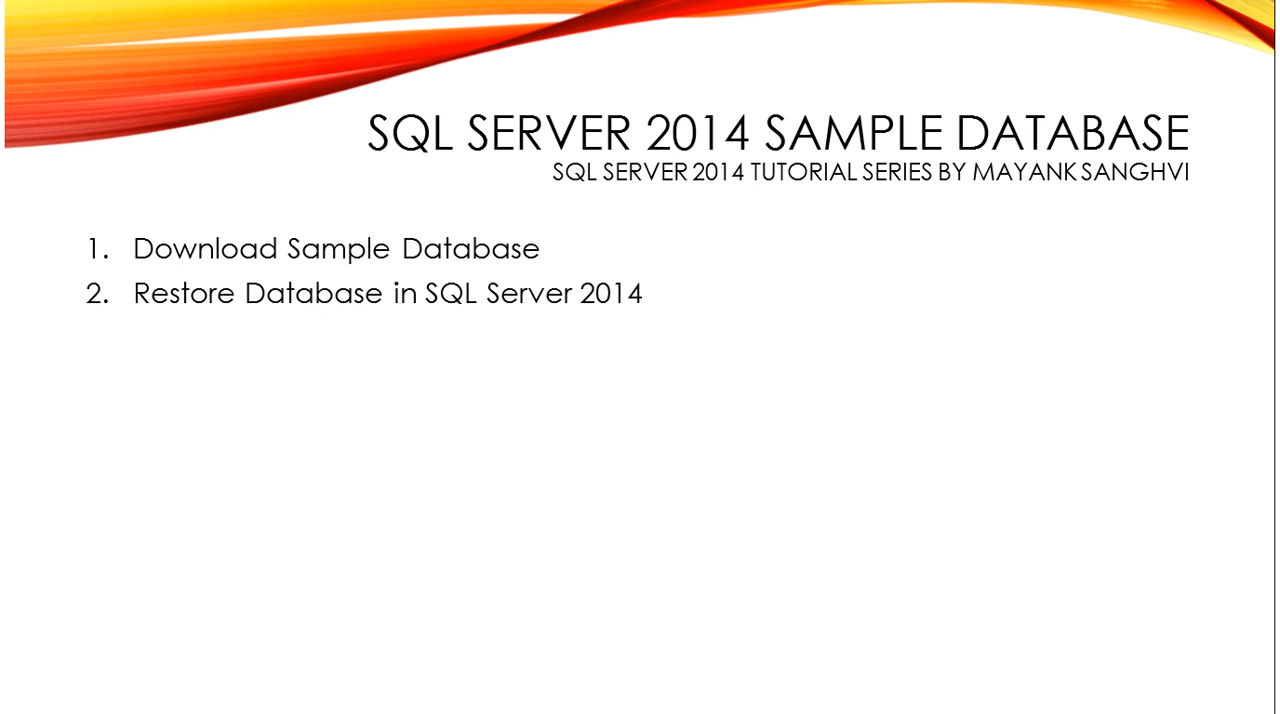 SQL SERVER 2014 SAMPLE DATABASE
SQL SERVER 2014 TUTORIAL SERIES BY MAYANK SANGHVI
1. Download Sample Database
2. Restore Database in SQL Server 2014